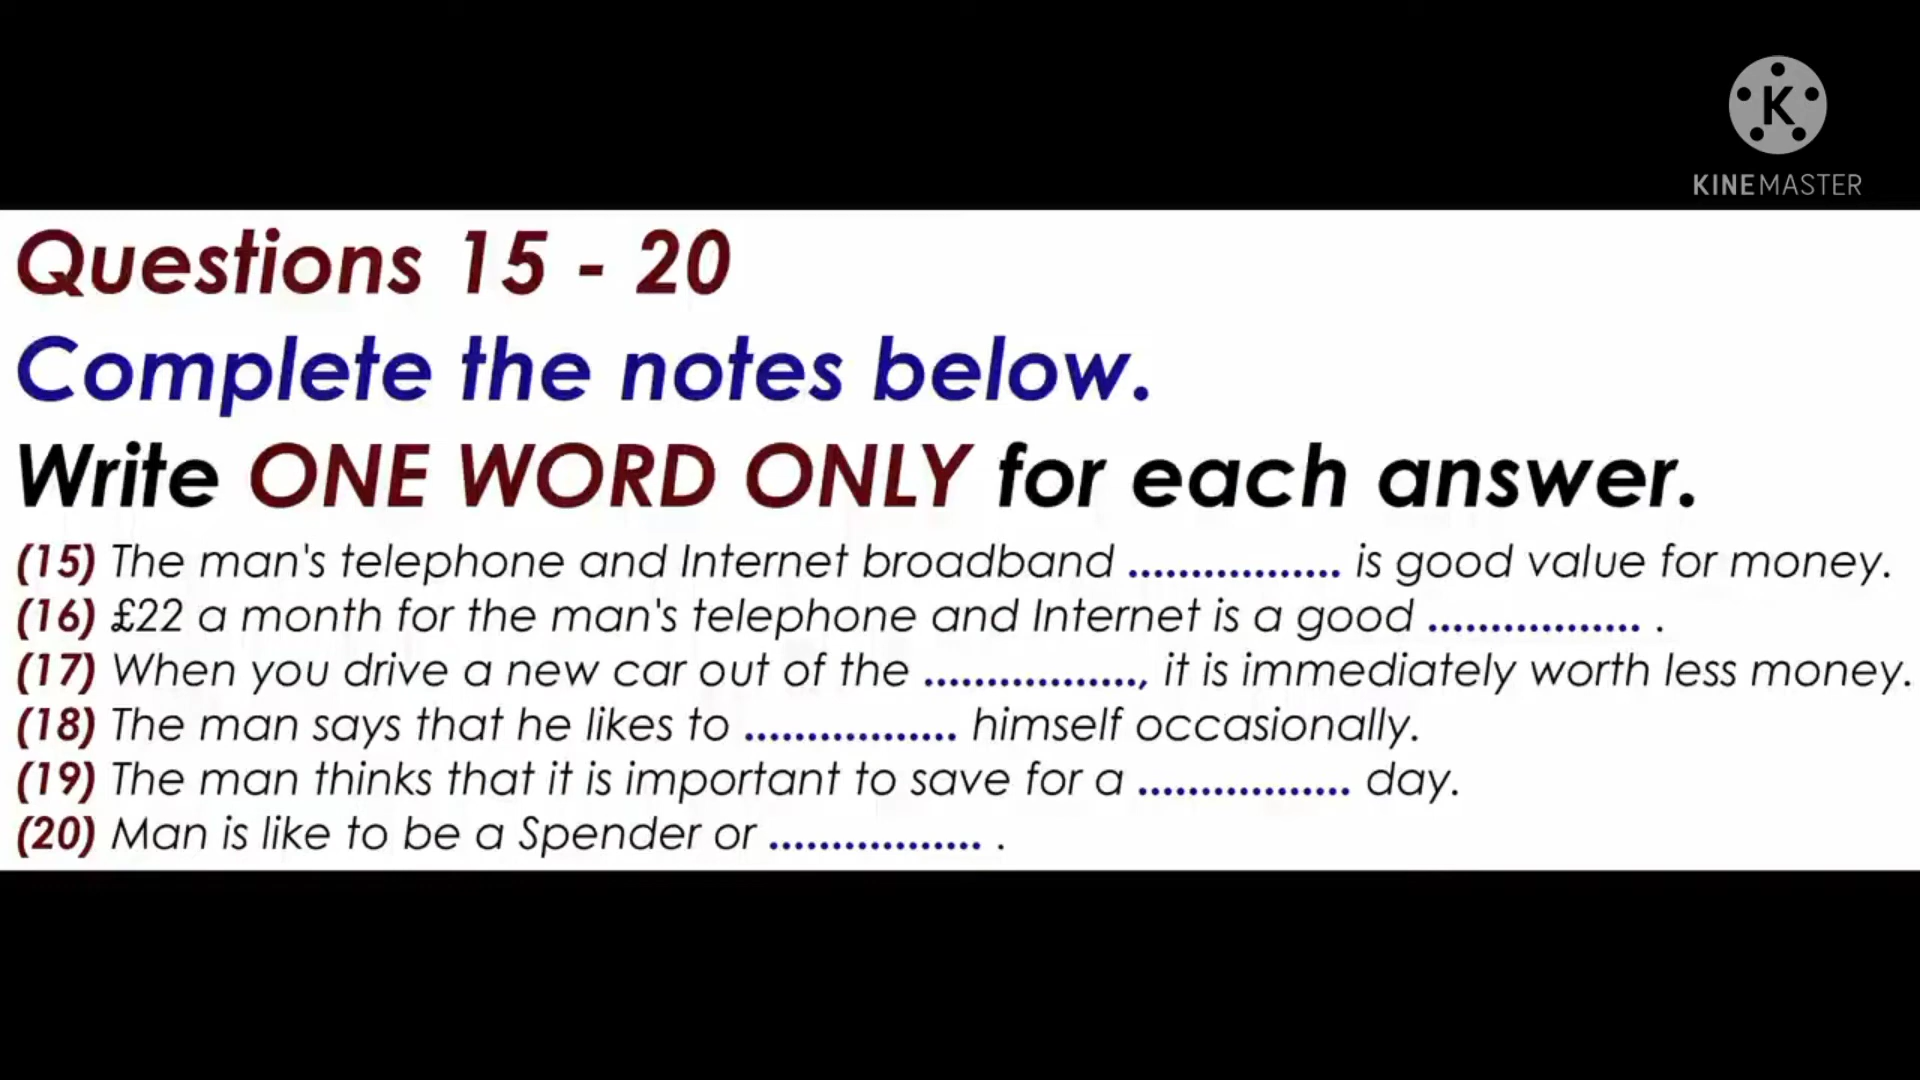 KINEMASTER
Questions 15 - 20
Complete the notes below.
Write ONE WORD ONLY for each answer.
(15) The man's telephone and Internet broadband ................. is good value for money.
(16) £22 a month for the man's telephone and Internet is a good ................. .
(17) When you drive a new car out of the ................., it is immediately worth less money.
(18) The man says that he likes to ................. himself occasionally.
(19) The man thinks that it is important to save for a ................. day.
(20) Man is like to be a Spender or ................. .